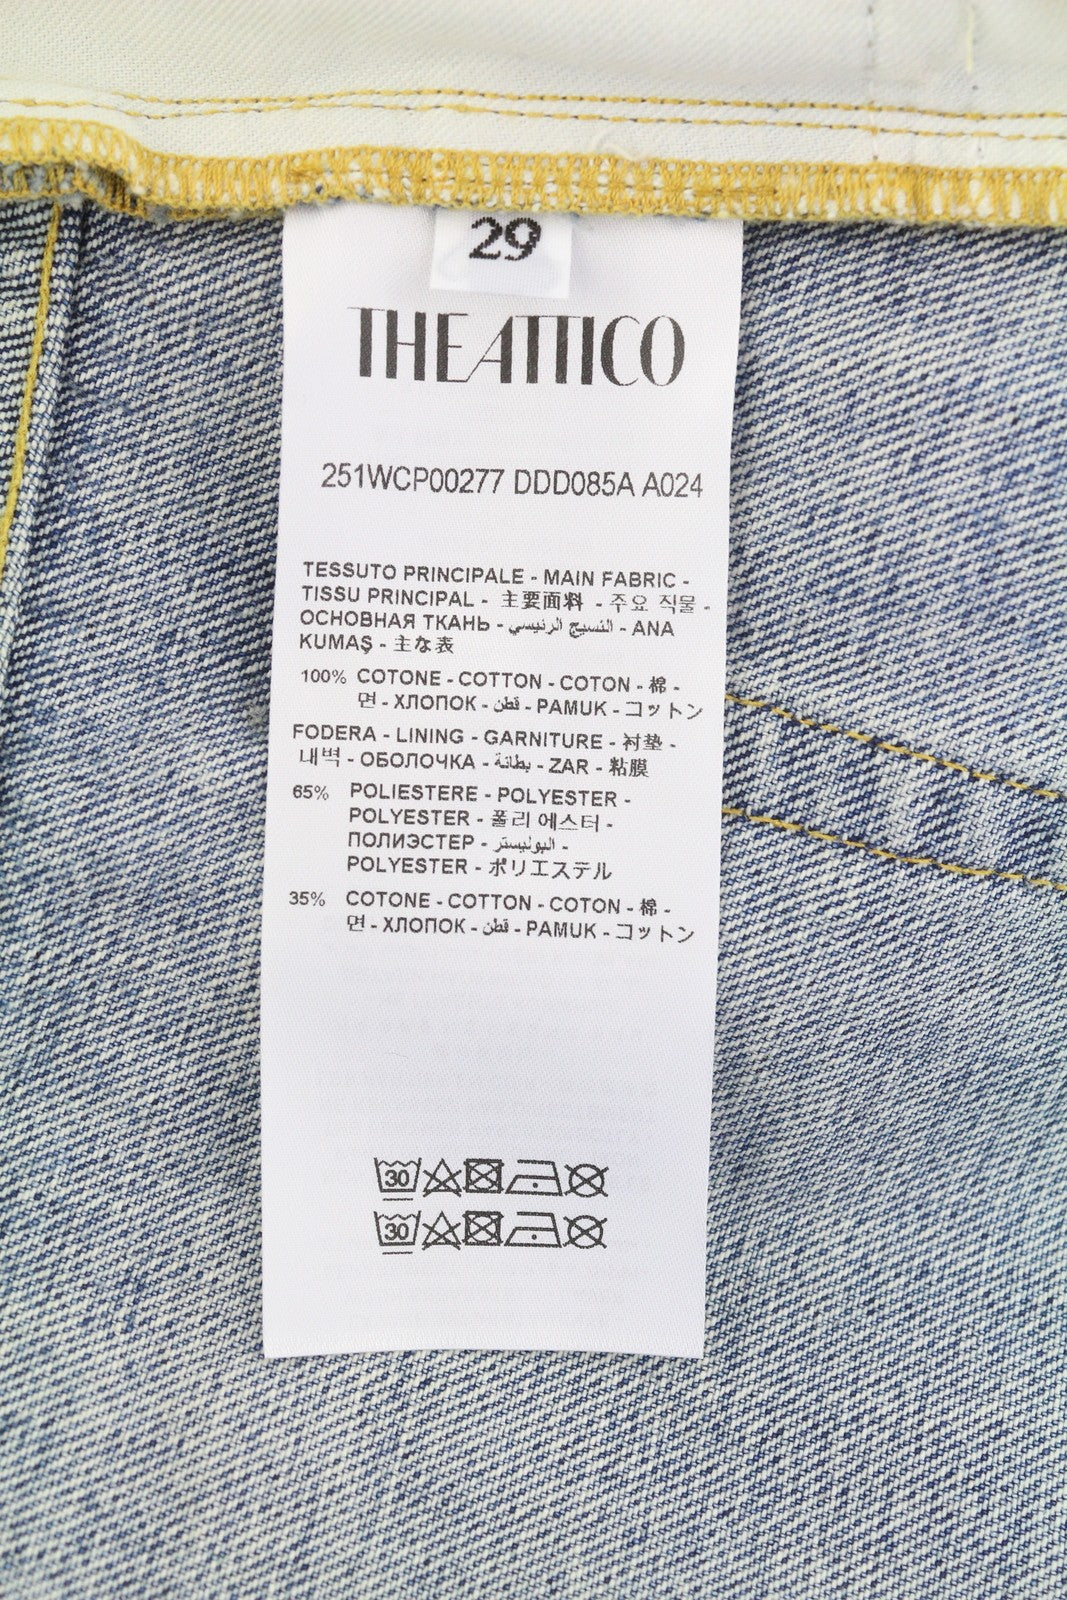 29
THE ATTICO
251WCP00277 DDD085A A024
TESSUTO PRINCIPALE - MAIN FABRIC -
TISSU PRINCIPAL - 主要面料 - 주요 직물 -
ОСНОВНАЯ ТКАНЬ - النسيج الرئيسي - ANA
KUMAŞ - 主な表
100% COTONE - COTTON - COTON - 棉 -
면 - ХЛОПОК - قطن - PAMUK - コットン
FODERA - LINING - GARNITURE - 衬垫 -
내벽 - ОБОЛОЧКА - بطانة - ZAR - 粘膜
65% POLIESTERE - POLYESTER -
POLYESTER - 폴리 에스터 -
ПОЛИЭСТЕР - البوليستر -
POLYESTER - ポリエステル
35% COTONE - COTTON - COTON - 棉 -
면 - ХЛОПОК - قطن - PAMUK - コットン
30
30